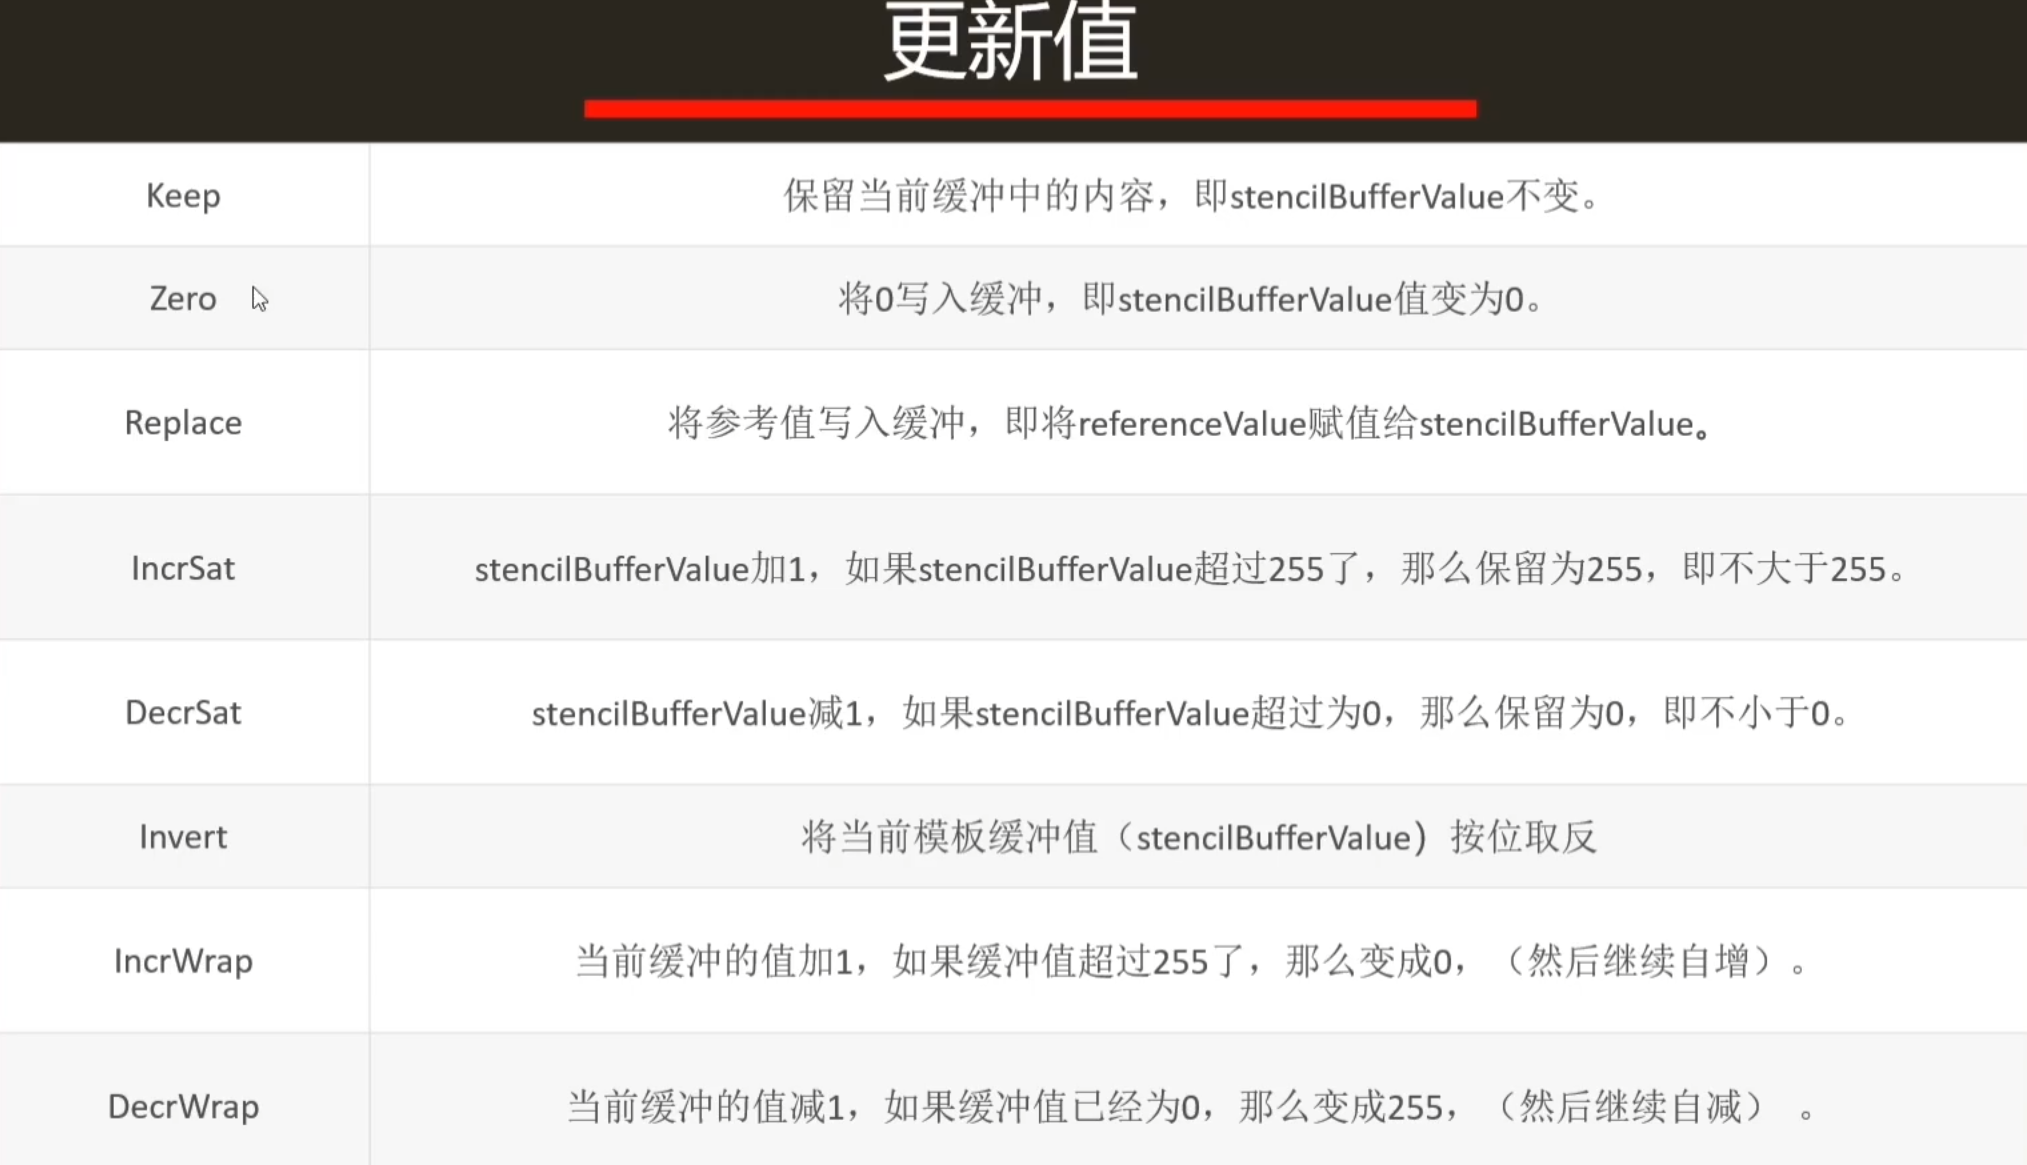 更新值
Keep 保留当前缓冲中的内容，即stencilBufferValue不变。
Zero 将0写入缓冲，即stencilBufferValue值变为0。
Replace 将参考值写入缓冲，即将referenceValue赋值给stencilBufferValue。
IncrSat stencilBufferValue加1，如果stencilBufferValue超过255了，那么保留为255，即不大于255。
DecrSat stencilBufferValue减1，如果stencilBufferValue超过为0，那么保留为0，即不小于0。
Invert 将当前模板缓冲值（stencilBufferValue）按位取反
IncrWrap 当前缓冲的值加1，如果缓冲值超过255了，那么变成0，（然后继续自增）。
DecrWrap 当前缓冲的值减1，如果缓冲值已经为0，那么变成255，（然后继续自减） 。